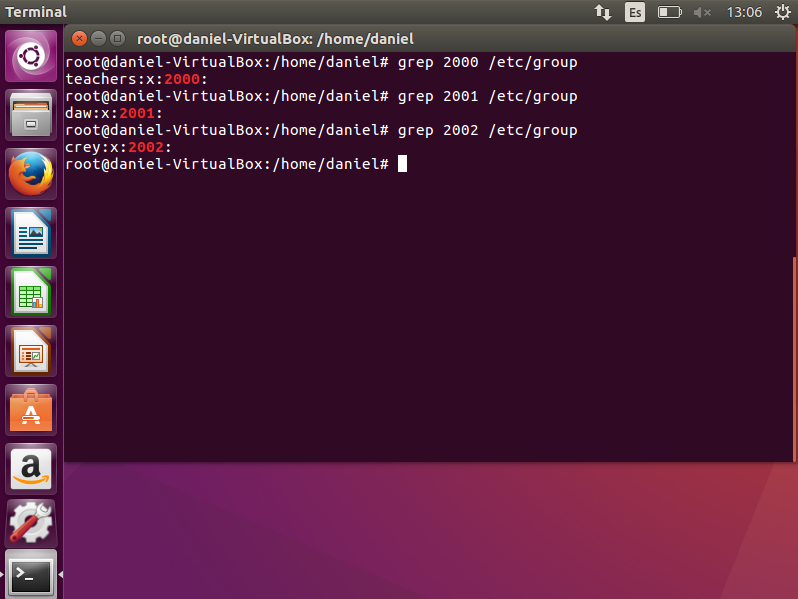 Terminal
Es
13:06
root@daniel-VirtualBox: /home/daniel
root@daniel-VirtualBox:/home/daniel# grep 2000 /etc/group
teachers:x:2000:
root@daniel-VirtualBox:/home/daniel# grep 2001 /etc/group
daw:x:2001:
root@daniel-VirtualBox:/home/daniel# grep 2002 /etc/group
crey:x:2002:
root@daniel-VirtualBox:/home/daniel#